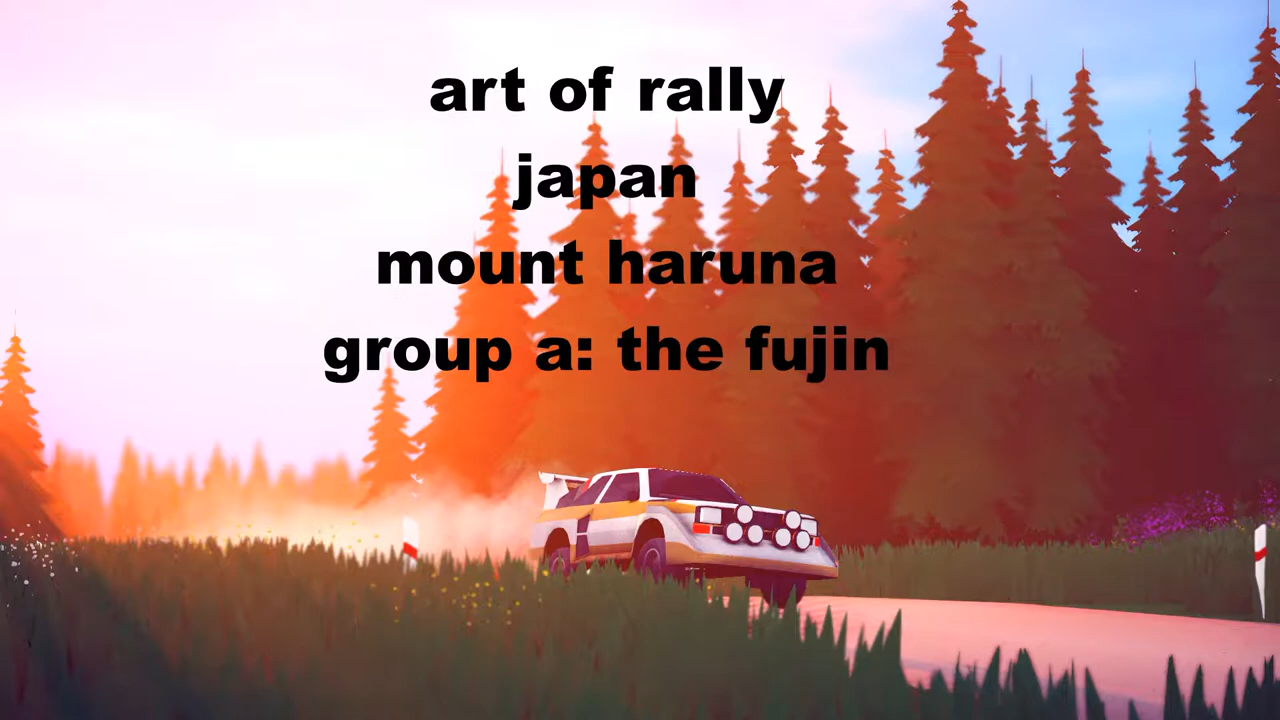 art of rally
japan
mount haruna
group a: the fujin